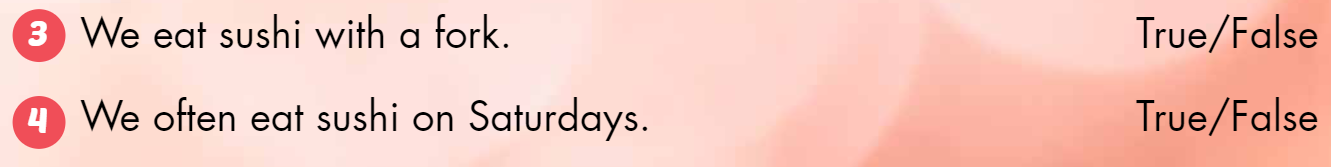 3 We eat sushi with a fork. True/False
4 We often eat sushi on Saturdays. True/False